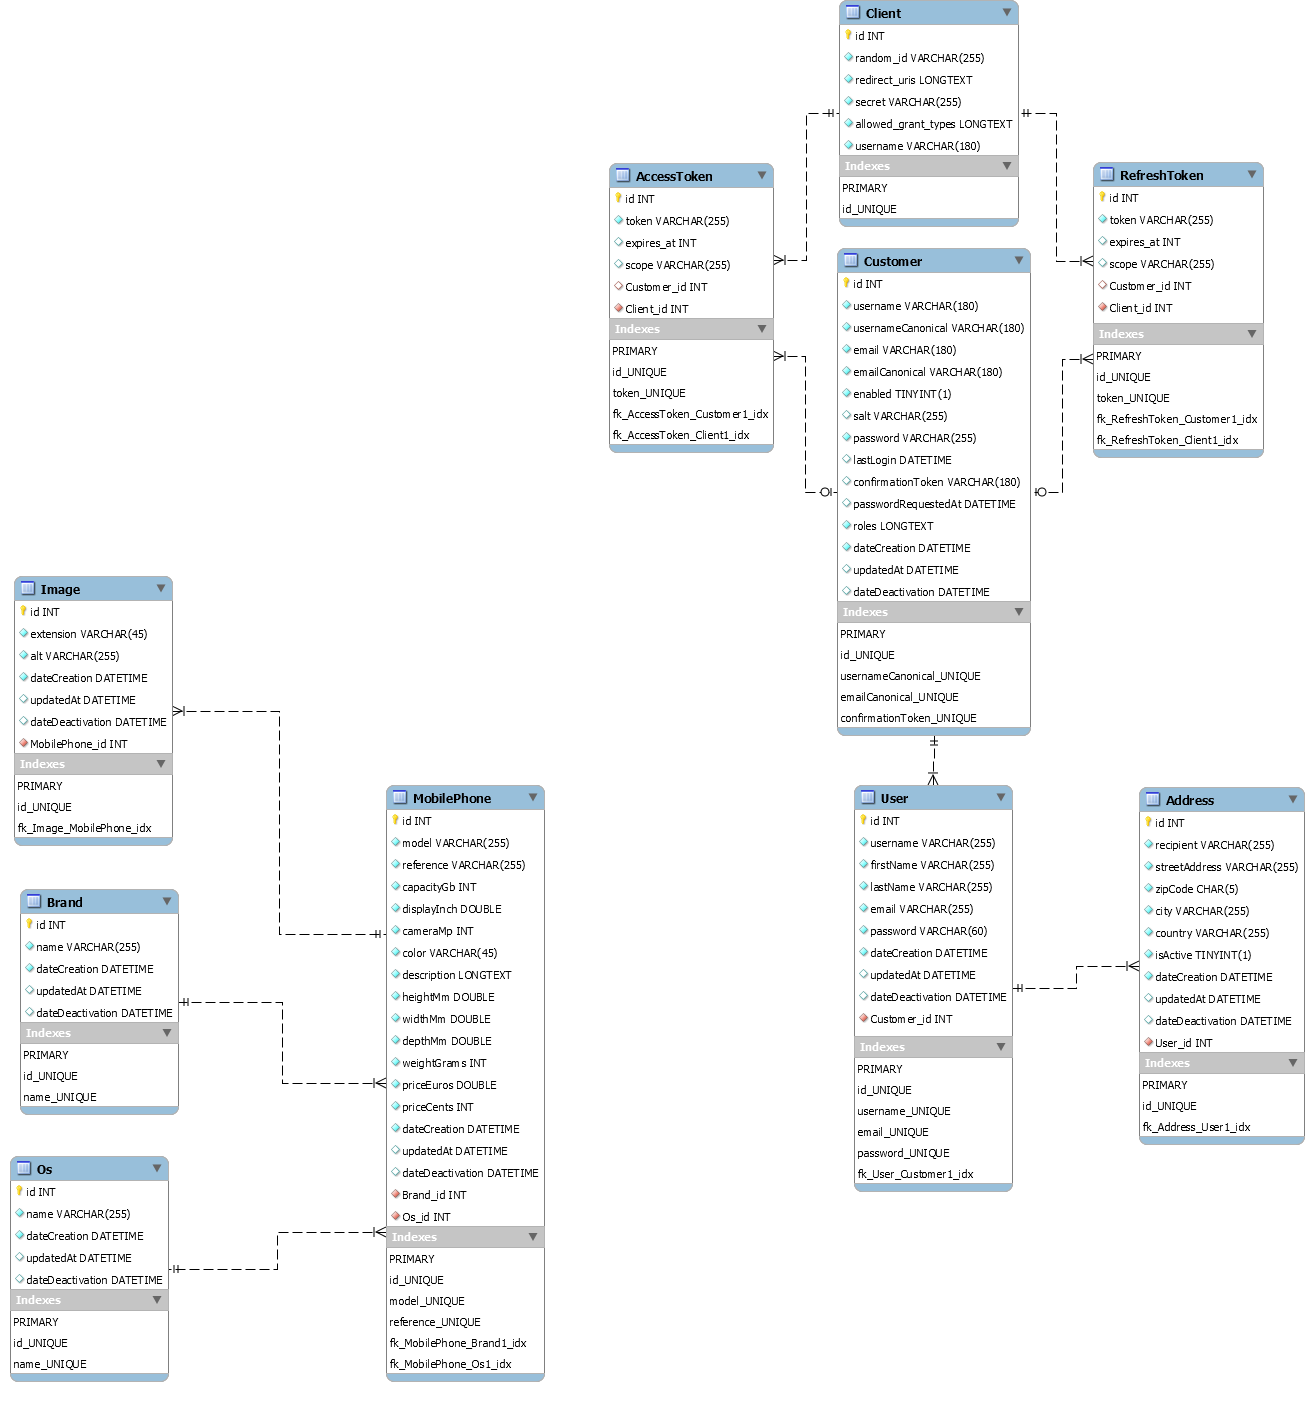 Client
id INT
random_id VARCHAR(255)
redirect_uris LONGTEXT
secret VARCHAR(255)
allowed_grant_types LONGTEXT
username VARCHAR(180)
Indexes
PRIMARY
id_UNIQUE
AccessToken
id INT
token VARCHAR(255)
expires_at INT
scope VARCHAR(255)
Customer_id INT
Client_id INT
Indexes
PRIMARY
id_UNIQUE
token_UNIQUE
fk_AccessToken_Customer1_idx
fk_AccessToken_Client1_idx
RefreshToken
id INT
token VARCHAR(255)
expires_at INT
scope VARCHAR(255)
Customer_id INT
Client_id INT
Indexes
PRIMARY
id_UNIQUE
token_UNIQUE
fk_RefreshToken_Customer1_idx
fk_RefreshToken_Client1_idx
Customer
id INT
username VARCHAR(180)
usernameCanonical VARCHAR(180)
email VARCHAR(180)
emailCanonical VARCHAR(180)
enabled TINYINT(1)
salt VARCHAR(255)
password VARCHAR(255)
lastLogin DATETIME
confirmationToken VARCHAR(180)
passwordRequestedAt DATETIME
roles LONGTEXT
dateCreation DATETIME
updatedAt DATETIME
dateDeactivation DATETIME
Indexes
PRIMARY
id_UNIQUE
usernameCanonical_UNIQUE
emailCanonical_UNIQUE
confirmationToken_UNIQUE
Image
id INT
extension VARCHAR(45)
alt VARCHAR(255)
dateCreation DATETIME
updatedAt DATETIME
dateDeactivation DATETIME
MobilePhone_id INT
Indexes
PRIMARY
id_UNIQUE
fk_Image_MobilePhone_idx
Brand
id INT
name VARCHAR(255)
dateCreation DATETIME
updatedAt DATETIME
dateDeactivation DATETIME
Indexes
PRIMARY
id_UNIQUE
name_UNIQUE
Os
id INT
name VARCHAR(255)
dateCreation DATETIME
updatedAt DATETIME
dateDeactivation DATETIME
Indexes
PRIMARY
id_UNIQUE
name_UNIQUE
MobilePhone
id INT
model VARCHAR(255)
reference VARCHAR(255)
capacityGb INT
displayInch DOUBLE
cameraMp INT
color VARCHAR(45)
description LONGTEXT
heightMm DOUBLE
widthMm DOUBLE
depthMm DOUBLE
weightGrams INT
priceEuros DOUBLE
priceCents INT
dateCreation DATETIME
updatedAt DATETIME
dateDeactivation DATETIME
Brand_id INT
Os_id INT
Indexes
PRIMARY
id_UNIQUE
model_UNIQUE
reference_UNIQUE
fk_MobilePhone_Brand1_idx
fk_MobilePhone_Os1_idx
User
id INT
username VARCHAR(255)
firstName VARCHAR(255)
lastName VARCHAR(255)
email VARCHAR(255)
password VARCHAR(60)
dateCreation DATETIME
updatedAt DATETIME
dateDeactivation DATETIME
Customer_id INT
Indexes
PRIMARY
id_UNIQUE
username_UNIQUE
email_UNIQUE
password_UNIQUE
fk_User_Customer1_idx
Address
id INT
recipient VARCHAR(255)
streetAddress VARCHAR(255)
zipCode CHAR(5)
city VARCHAR(255)
country VARCHAR(255)
isActive TINYINT(1)
dateCreation DATETIME
updatedAt DATETIME
dateDeactivation DATETIME
User_id INT
Indexes
PRIMARY
id_UNIQUE
fk_Address_User1_idx